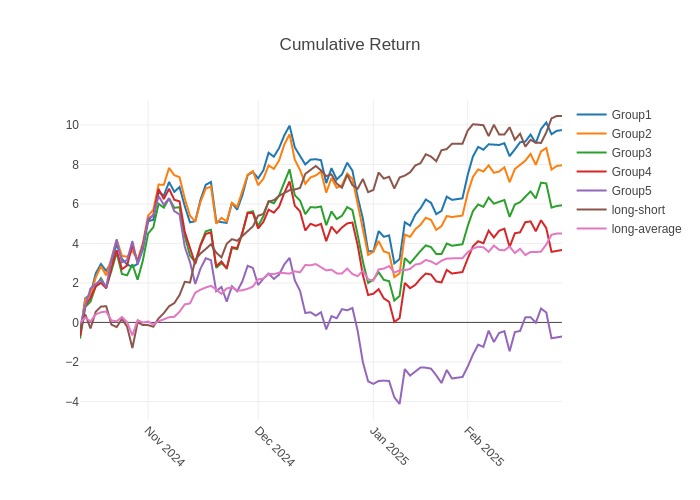 Cumulative Return
10
8
6
4
2
0
−2
−4
Nov 2024
Dec 2024
Jan 2025
Feb 2025
Group1
Group2
Group3
Group4
Group5
long-short
long-average